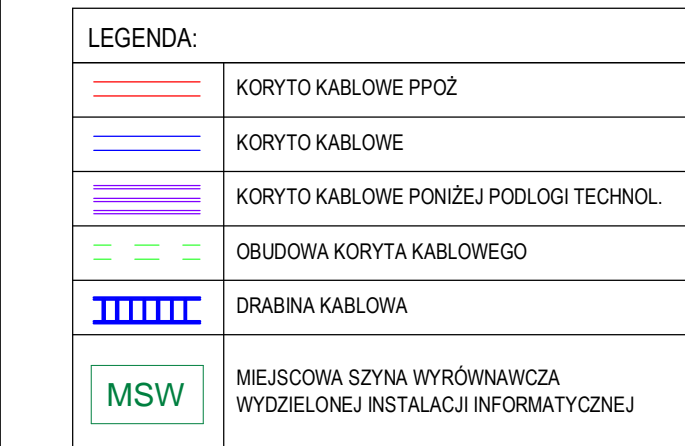 LEGENDA:
KORYTO KABLOWE PPOŻ
KORYTO KABLOWE
KORYTO KABLOWE PONIŻEJ PODLOGI TECHNOL.
OBUDOWA KORYTA KABLOWEGO
DRABINA KABLOWA
MSW
MIEJSCOWA SZYNA WYRÓWNAWCZA
WYDZIELONEJ INSTALACJI INFORMATYCZNEJ